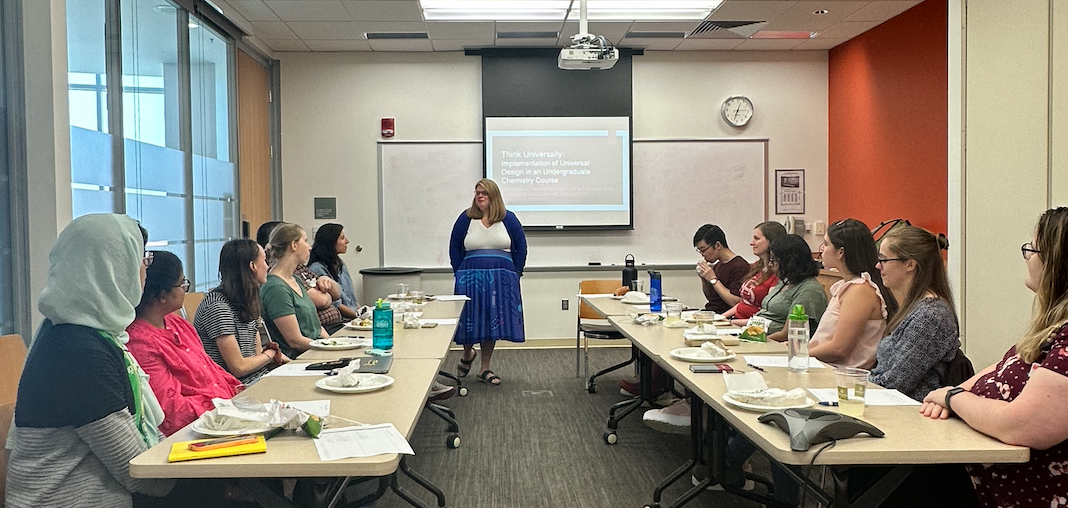 Think Universally:
Implementation of Universal
Design in an Undergraduate
Chemistry Course